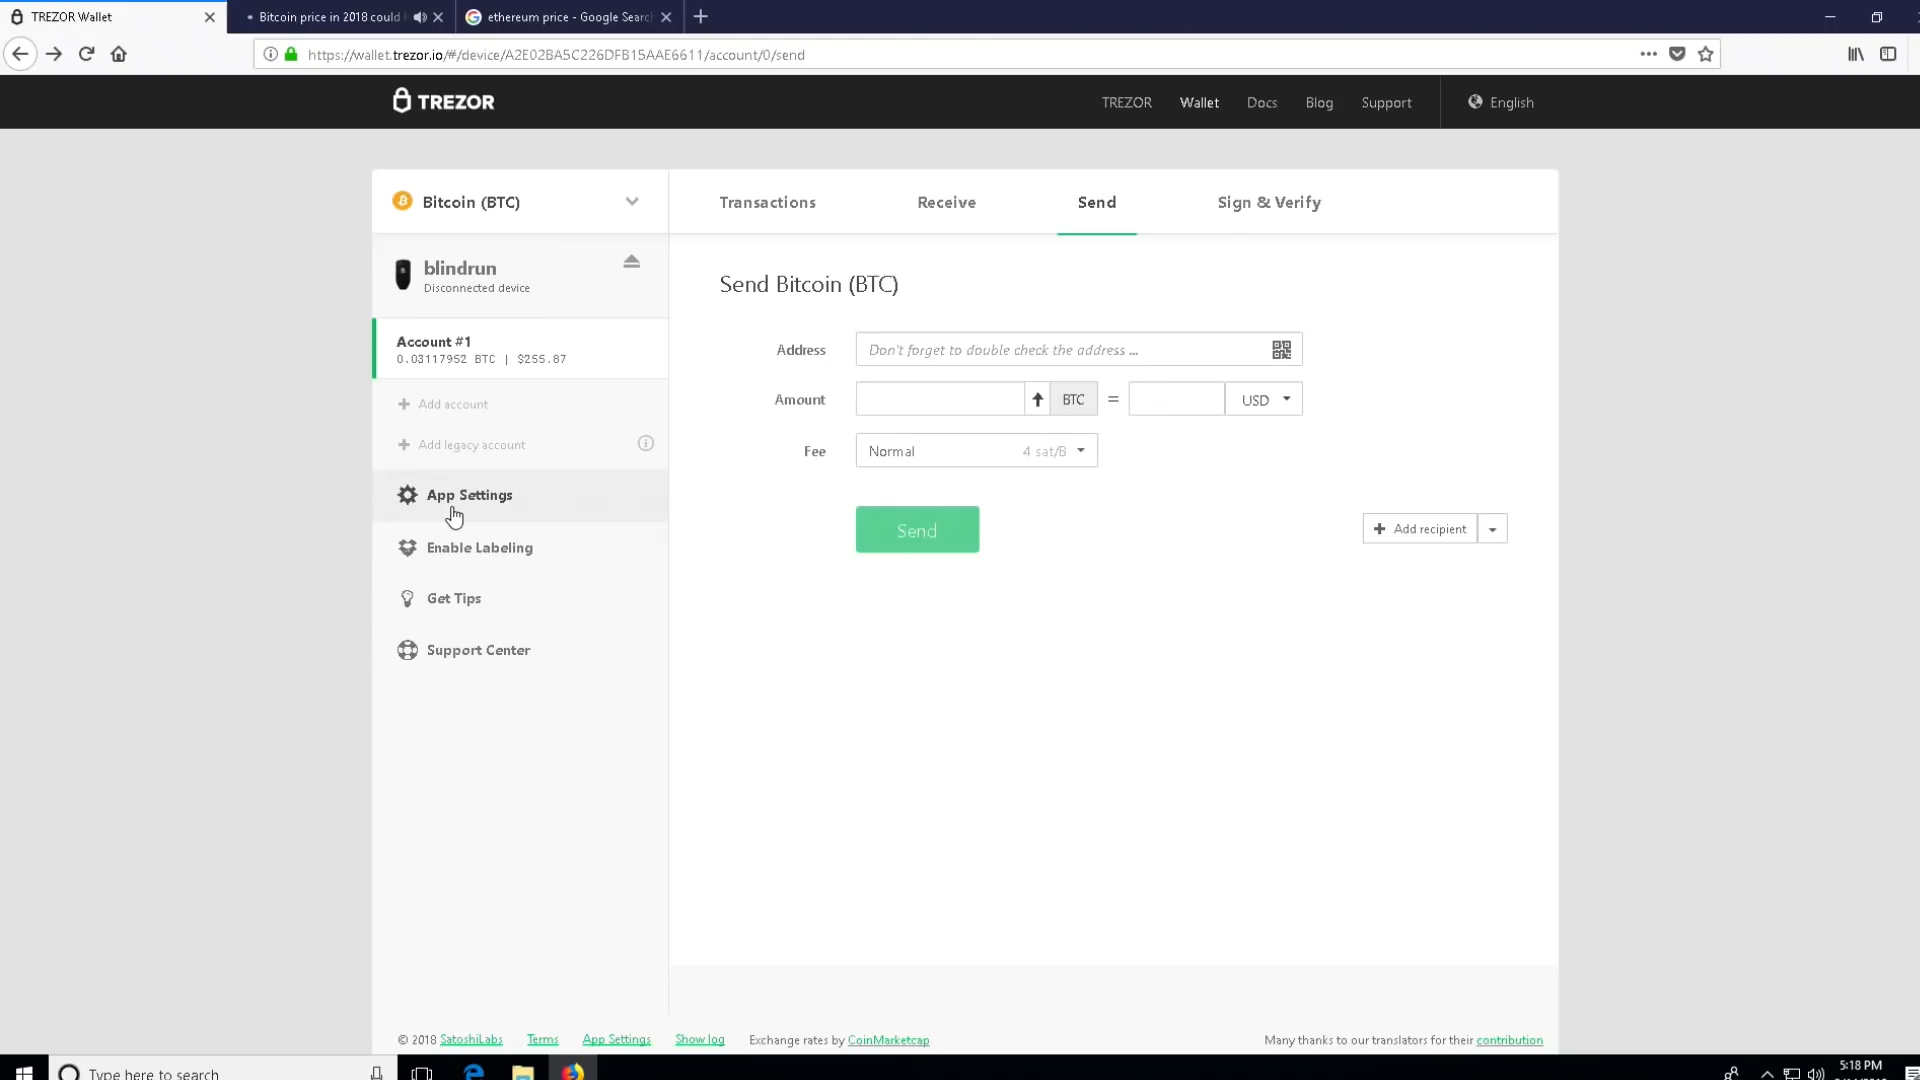 TREZOR Wallet
Bitcoin price in 2018 could
ethereum price - Google Searc
https://wallet.trezor.io/#/device/A2E02BA5C226DFB15AAE6611/account/0/send
TREZOR
TREZOR
Wallet
Docs
Blog
Support
English
Bitcoin (BTC)
Transactions
Receive
Send
Sign & Verify
blindrun
Disconnected device
Account #1
0.03117952 BTC | $255.87
Add account
Add legacy account
App Settings
Enable Labeling
Get Tips
Support Center
Send Bitcoin (BTC)
Address
Don't forget to double check the address ...
Amount
BTC
=
USD
Fee
Normal
4 sat/B
Send
Add recipient
© 2018 SatoshiLabs
Terms
App Settings
Show log
Exchange rates by CoinMarketcap
Many thanks to our translators for their contribution
Type here to search
5:18 PM